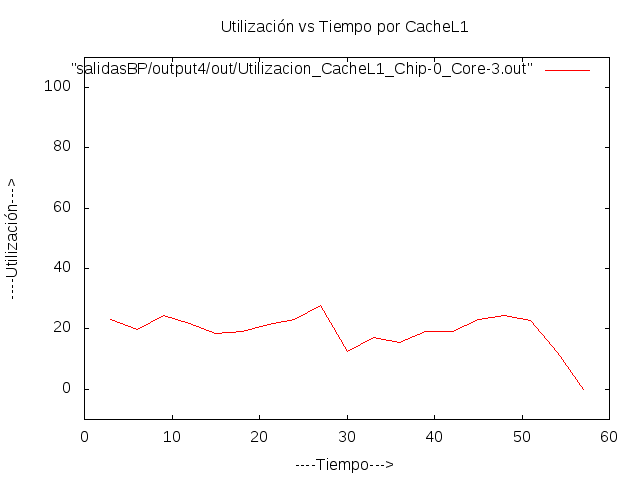 Utilización vs Tiempo por CacheL1
"salidasBP/output4/out/Utilizacion_CacheL1_Chip-0_Core-3.out"
100
80
60
40
20
0
----Utilización--->
0 10 20 30 40 50 60
----Tiempo--->